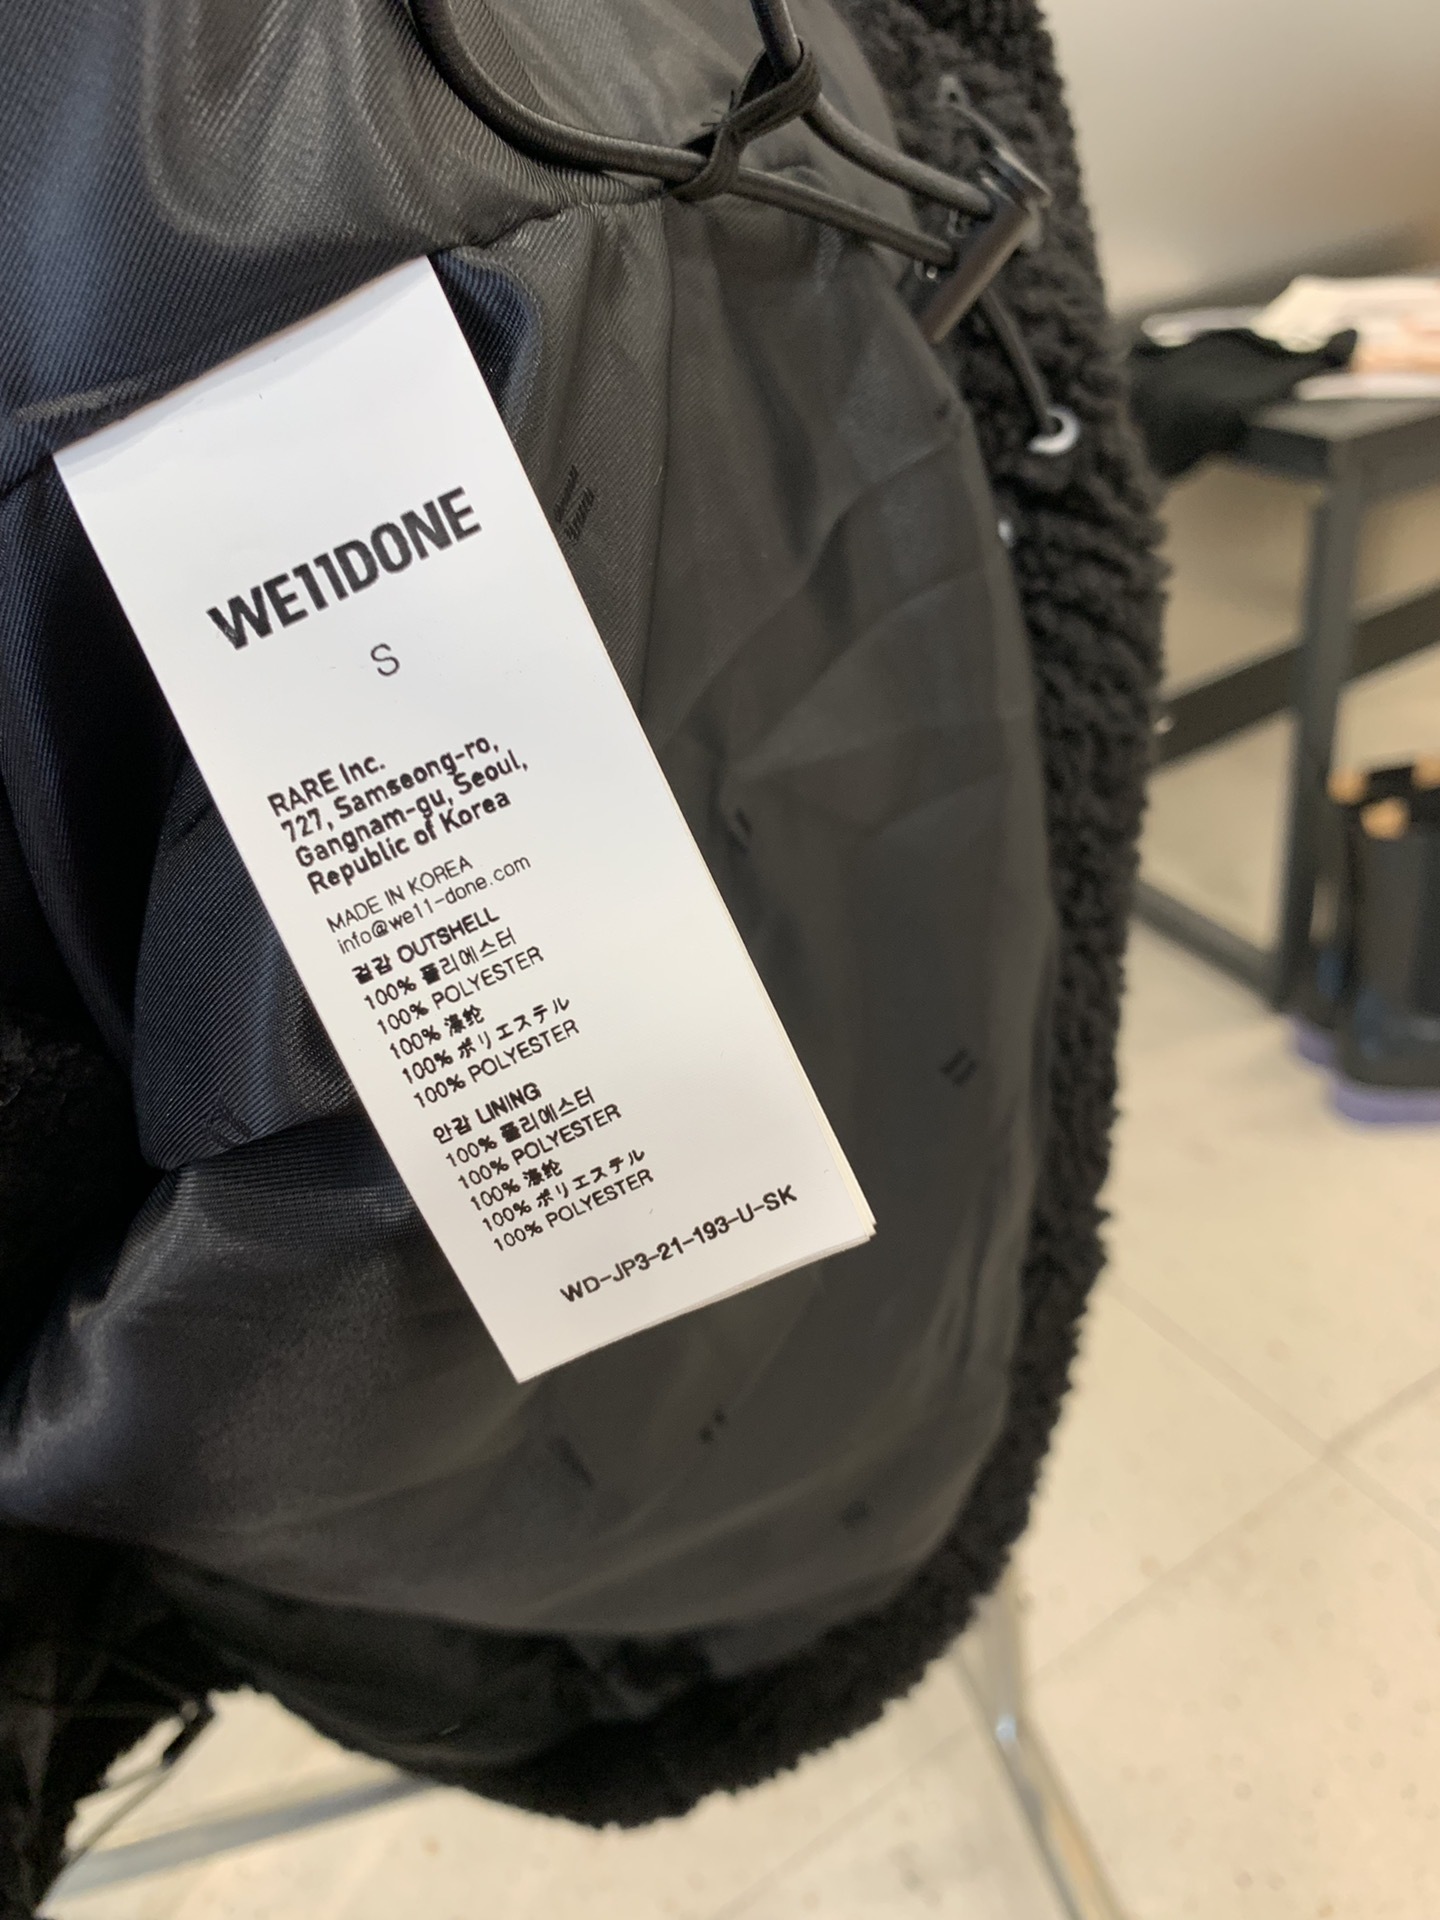 WE11DONE
S
RARE Inc.
727, Samseong-ro,
Gangnam-gu, Seoul,
Republic of Korea
MADE IN KOREA
info@we11-done.com
겉감 OUTSHELL
100% 폴리에스터
100% POLYESTER
100% 滌纶
100% ポリエステル
100% POLYESTER
안감 LINING
100% 폴리에스터
100% POLYESTER
100% 滌纶
100% ポリエステル
100% POLYESTER
WD-JP3-21-193-U-SK